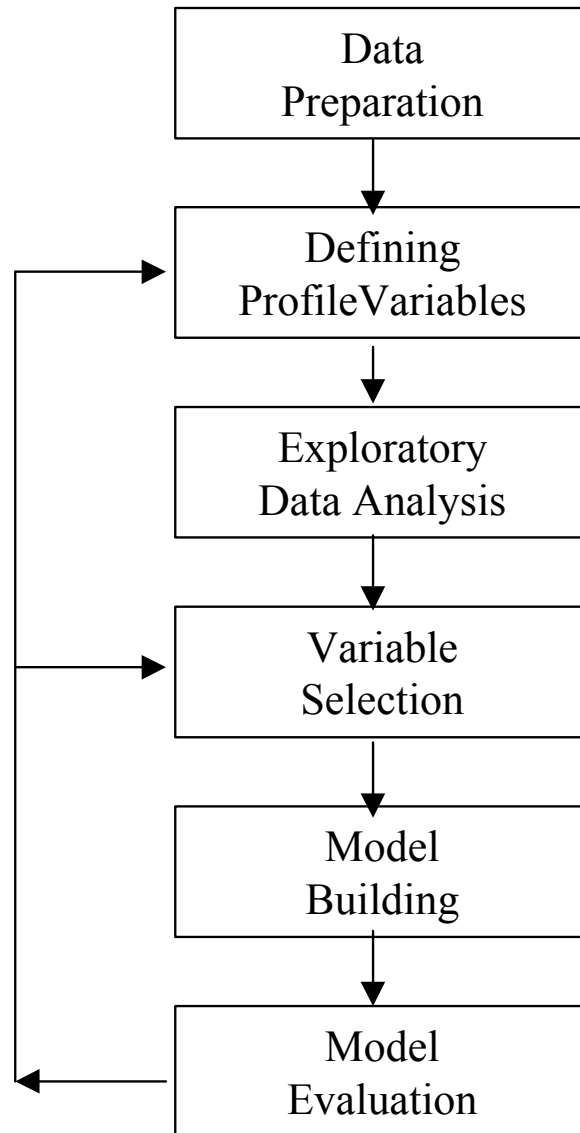 Data
Preparation
Defining
ProfileVariables
Exploratory
Data Analysis
Variable
Selection
Model
Building
Model
Evaluation